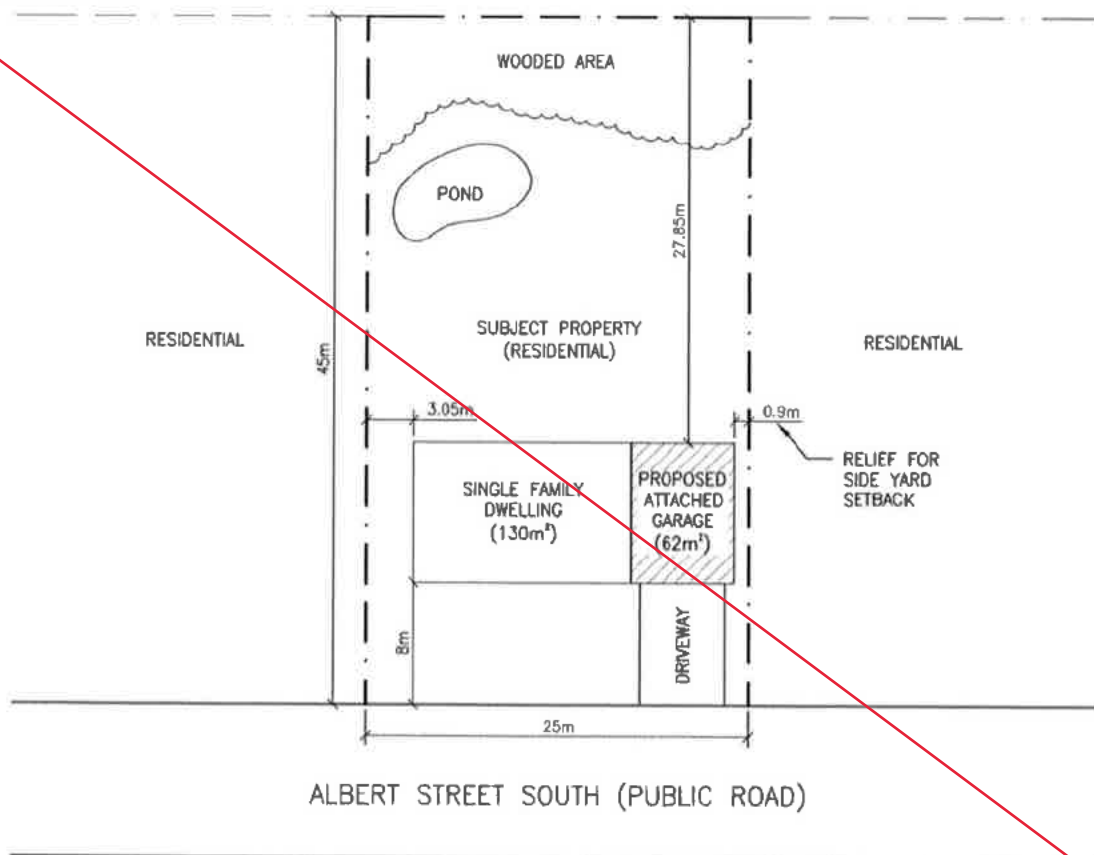 WOODED AREA
POND
27.85m
45m
RESIDENTIAL
SUBJECT PROPERTY
(RESIDENTIAL)
RESIDENTIAL
3.05m
0.9m
RELIEF FOR
SIDE YARD
SETBACK
SINGLE FAMILY
DWELLING
(130m²)
PROPOSED
ATTACHED
GARAGE
(62m²)
8m
DRIVEWAY
25m
ALBERT STREET SOUTH (PUBLIC ROAD)